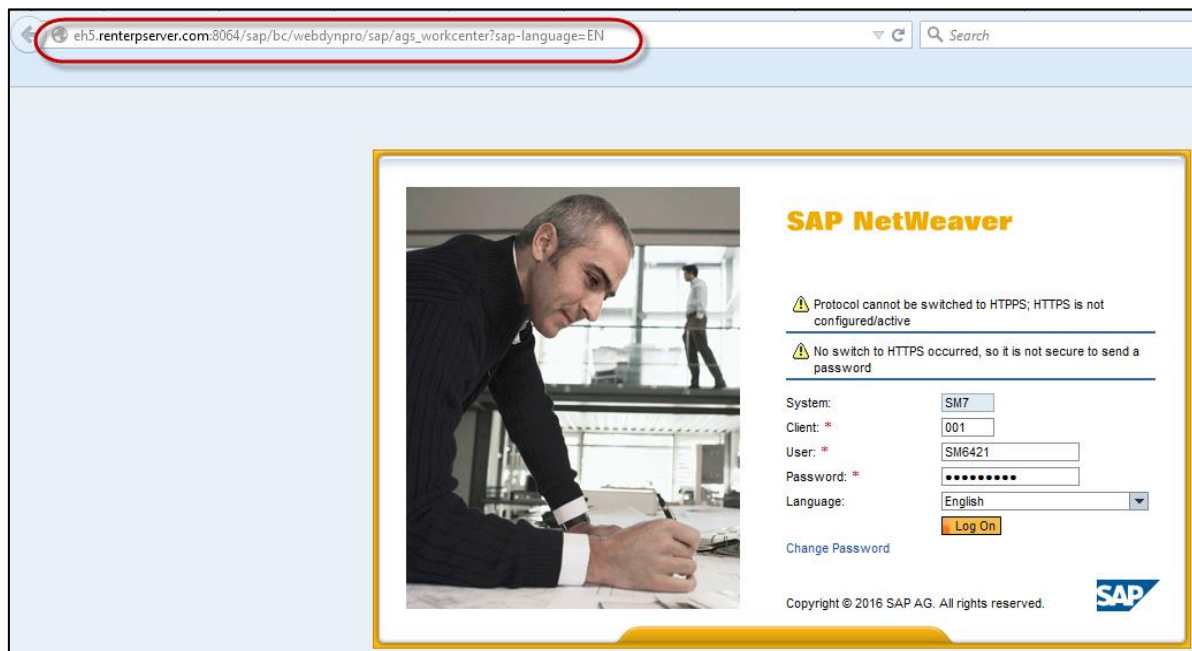 eh5.renterpserver.com:8064/sap/bc/webdynpro/sap/ags_workcenter?sap-language=EN
Search
SAP NetWeaver
Protocol cannot be switched to HTPPS; HTTPS is not
configured/active
No switch to HTTPS occurred, so it is not secure to send a
password
System: SM7
Client: * 001
User: * SM6421
Password: * •••••••••
Language: English
Log On
Change Password
Copyright © 2016 SAP AG. All rights reserved.
SAP